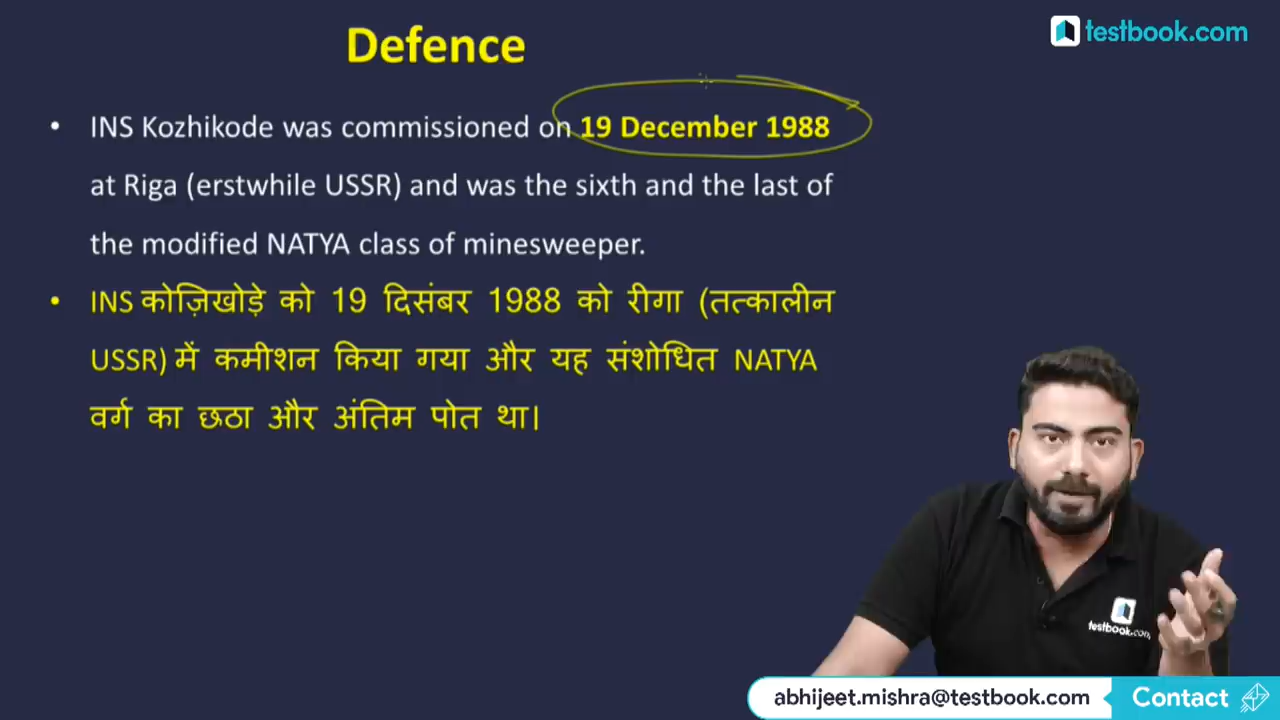 Defence
testbook.com
• INS Kozhikode was commissioned on 19 December 1988
at Riga (erstwhile USSR) and was the sixth and the last of
the modified NATYA class of minesweeper.
• INS कोज़िखोड़े को 19 दिसंबर 1988 को रीगा (तत्कालीन
USSR) में कमीशन किया गया और यह संशोधित NATYA
वर्ग का छठा और अंतिम पोत था।
testbook.com
abhijeet.mishra@testbook.com
Contact